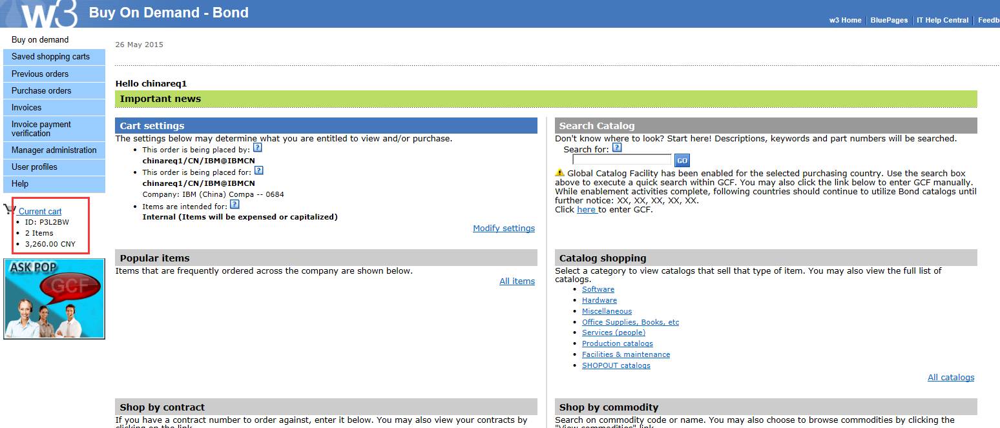 w3 Buy On Demand - Bond
w3 Home | BluePages | IT Help Central | Feedb
Buy on demand
Saved shopping carts
Previous orders
Purchase orders
Invoices
Invoice payment
verification
Manager administration
User profiles
Help
Current cart
ID: P3L2BW
2 Items
3,260.00 CNY
ASK POP
GCF
26 May 2015
Hello chinareq1
Important news
Cart settings
The settings below may determine what you are entitled to view and/or purchase.
This order is being placed by: ?
chinareq1/CN/IBM@IBMCN
This order is being placed for: ?
chinareq1/CN/IBM@IBMCN
Company: IBM (China) Compa -- 0684
Items are intended for: ?
Internal (Items will be expensed or capitalized)
Modify settings
Search Catalog
Don't know where to look? Start here! Descriptions, keywords and part numbers will be searched.
Search for: ?
GO
Global Catalog Facility has been enabled for the selected purchasing country. Use the search box
above to execute a quick search within GCF. You may also click the link below to enter GCF manually.
While enablement activities complete, following countries should continue to utilize Bond catalogs until
further notice: XX, XX, XX, XX, XX.
Click here to enter GCF.
Popular items
Items that are frequently ordered across the company are shown below.
All items
Catalog shopping
Select a category to view catalogs that sell that type of item. You may also view the full list of
catalogs.
Software
Hardware
Miscellaneous
Office Supplies, Books, etc
Services (people)
Production catalogs
Facilities & maintenance
SHOPOUT catalogs
All catalogs
Shop by contract
If you have a contract number to order against, enter it below. You may also view your contracts by
clicking on the link
Shop by commodity
Search on commodity code or name. You may also choose to browse commodities by clicking the
"View commodities" link